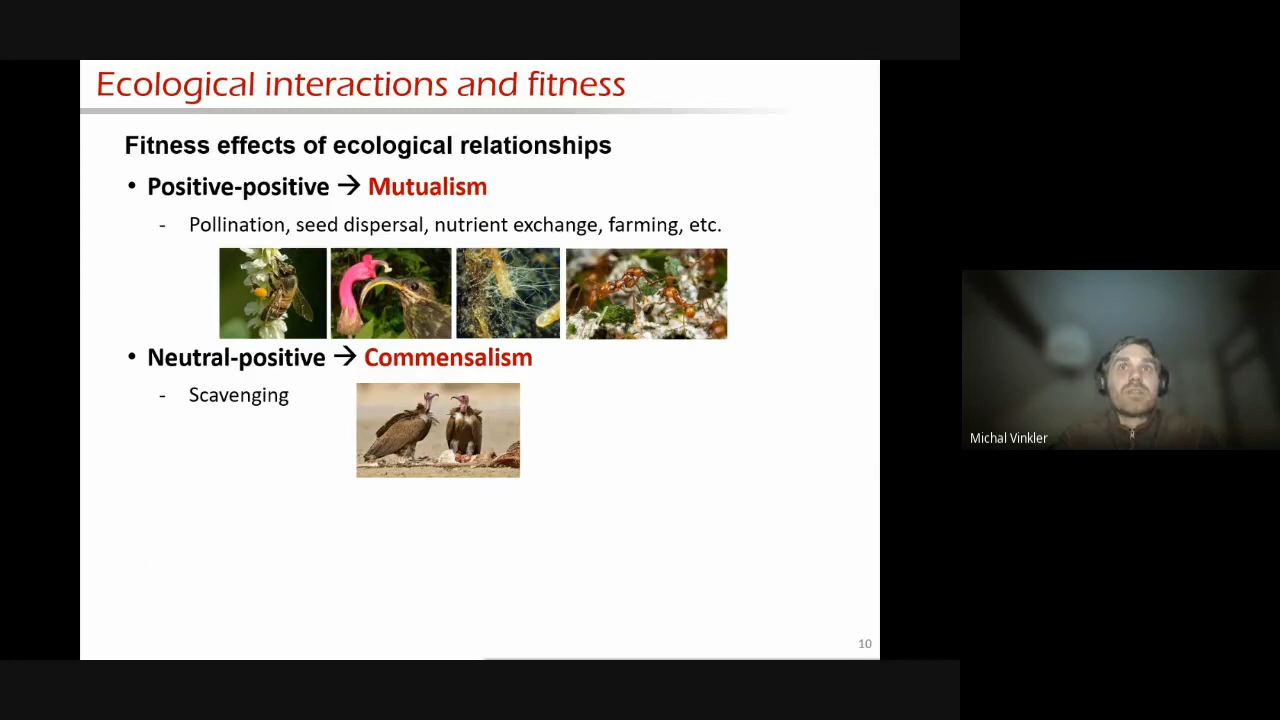 Ecological interactions and fitness
Fitness effects of ecological relationships
• Positive-positive → Mutualism
- Pollination, seed dispersal, nutrient exchange, farming, etc.
• Neutral-positive → Commensalism
- Scavenging
10
Michal Vinkler